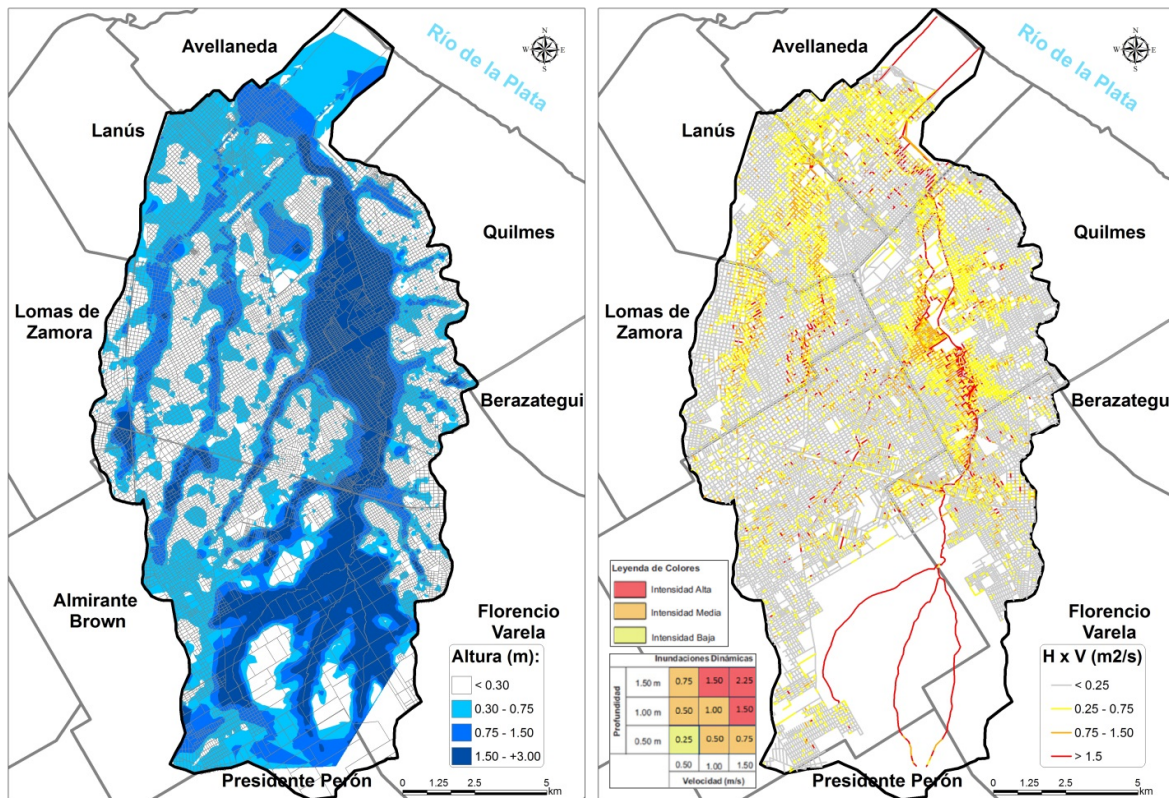 Avellaneda
Río de la Plata
N
W E
S
Lanús
Quilmes
Lomas de
Zamora
Berazategui
Almirante
Brown
Florencio
Varela
Altura (m):
< 0.30
0.30 - 0.75
0.75 - 1.50
1.50 - +3.00
Presidente Perón
0 1.25 2.5 5
km
Avellaneda
Río de la Plata
N
W E
S
Lanús
Quilmes
Lomas de
Zamora
Berazategui
Leyenda de Colores
Intensidad Alta
Intensidad Media
Intensidad Baja
Almirante
Brown
Florencio
Varela
Inundaciones Dinámicas
Profundidad
1.50 m 0.75 1.50 2.25
1.00 m 0.50 1.00 1.50
0.50 m 0.25 0.50 0.75
0.50 1.00 1.50
Velocidad (m/s)
H x V (m2/s)
< 0.25
0.25 - 0.75
0.75 - 1.50
> 1.5
Presidente Perón
0 1.25 2.5 5
km